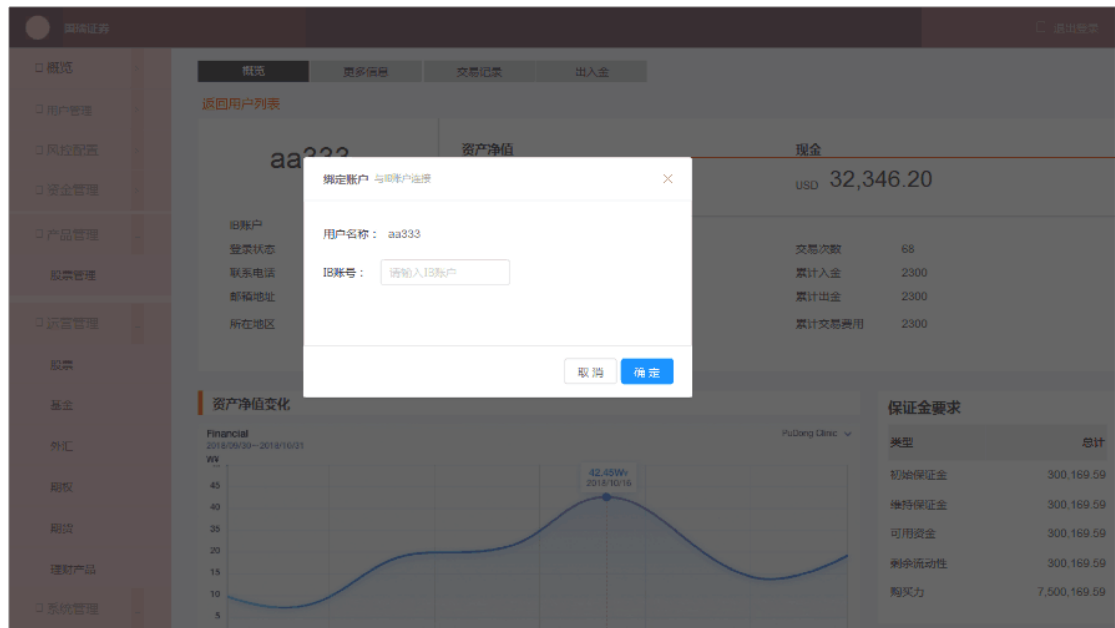 国瑞证券
退出登录
概览
用户管理
风控配置
资金管理
产品管理
股票管理
运营管理
股票
基金
外汇
期权
期货
理财产品
系统管理
概览 更多信息 交易记录 出入金
返回用户列表
aa333
资产净值 现金
USD 32,346.20
IB账户
登录状态 交易次数 68
联系电话 累计入金 2300
邮箱地址 累计出金 2300
所在地区 累计交易费用 2300
绑定账户 与IB账户连接
用户名称： aa333
IB账号： 请输入IB账户
取 消 确 定
资产净值变化
Financial PuDong Clinic
2018/09/30—2018/10/31
W¥
42.45W¥
2018/10/16
45
40
35
20
15
10
5
保证金要求
类型 总计
初始保证金 300,169.59
维持保证金 300,169.59
可用资金 300,169.59
剩余流动性 300,169.59
购买力 7,500,169.59